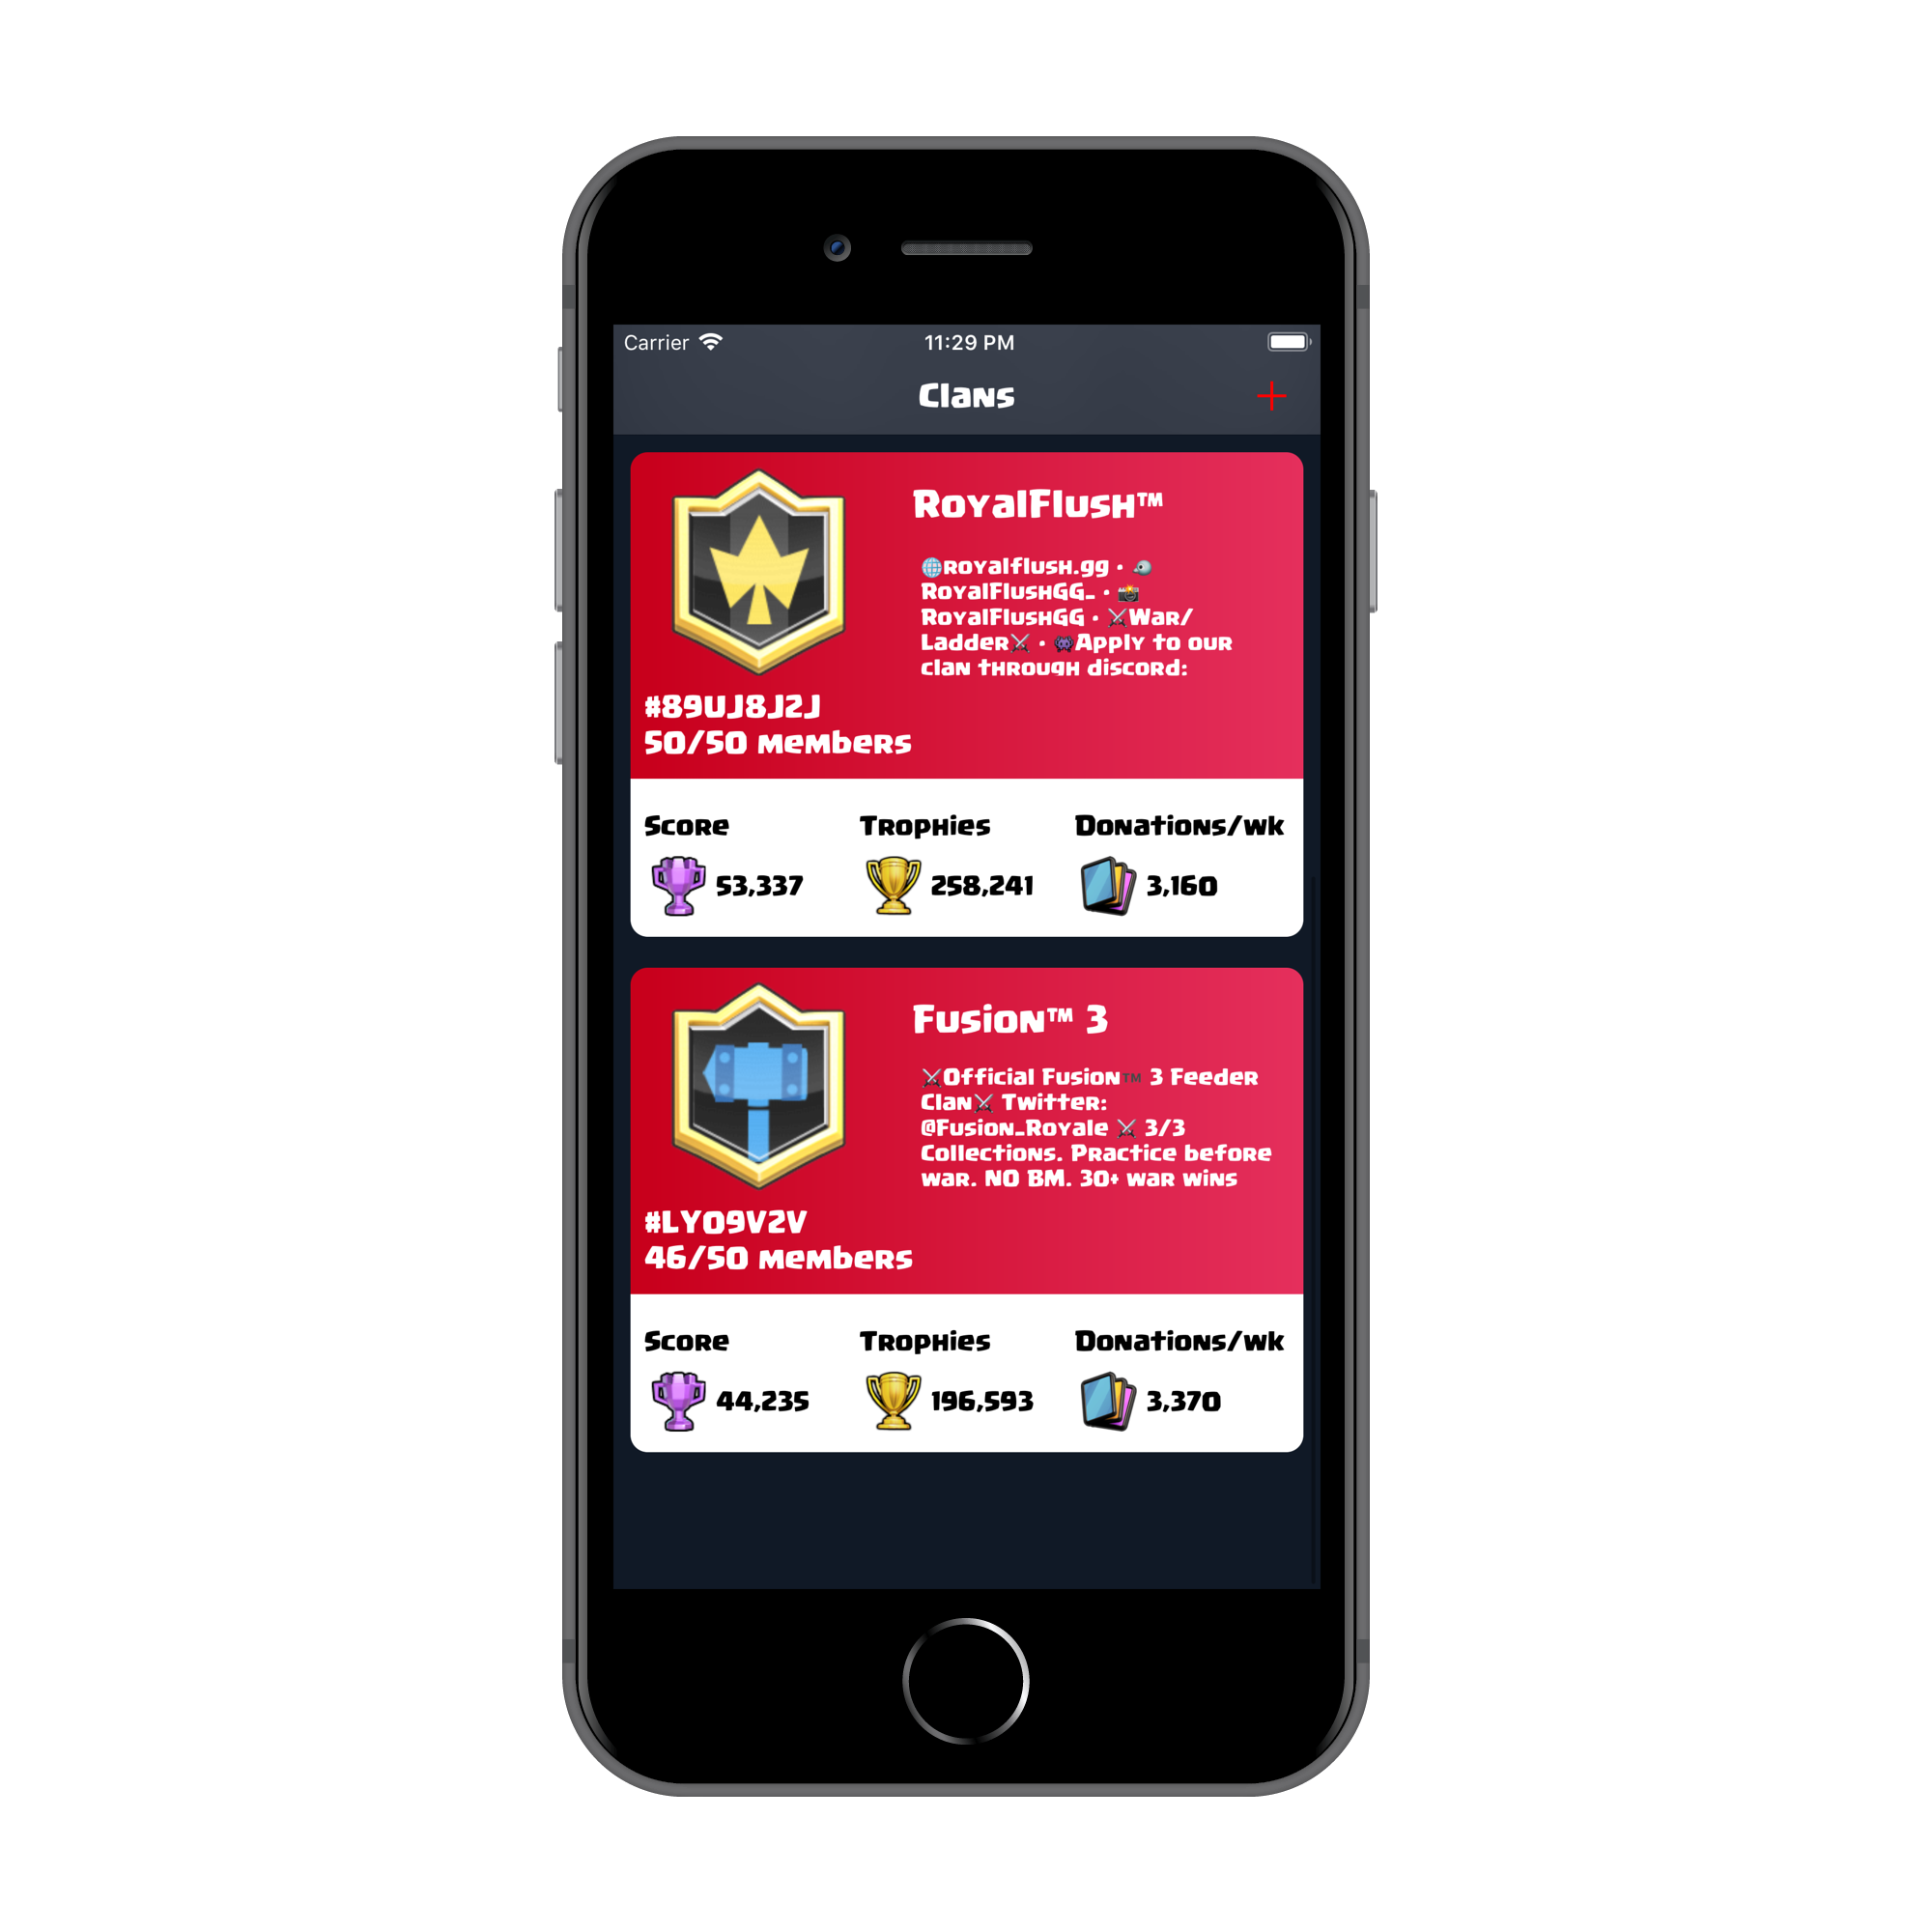 Carrier 11:29 PM
Clans
RoyalFlush™
🌐royalflush.gg • 🐦
RoyalFlushGG_ • 📸
RoyalFlushGG • ⚔War/
Ladder⚔ • 👾Apply to our
clan through discord:
#89UJ8J2J
50/50 members
Score Trophies Donations/wk
53,337 258,241 3,160
Fusion™ 3
⚔Official Fusion™ 3 Feeder
Clan⚔ Twitter:
@Fusion_Royale ⚔ 3/3
Collections. Practice before
war. NO BM. 30+ war wins
#LY09V2V
46/50 members
Score Trophies Donations/wk
44,235 196,593 3,370